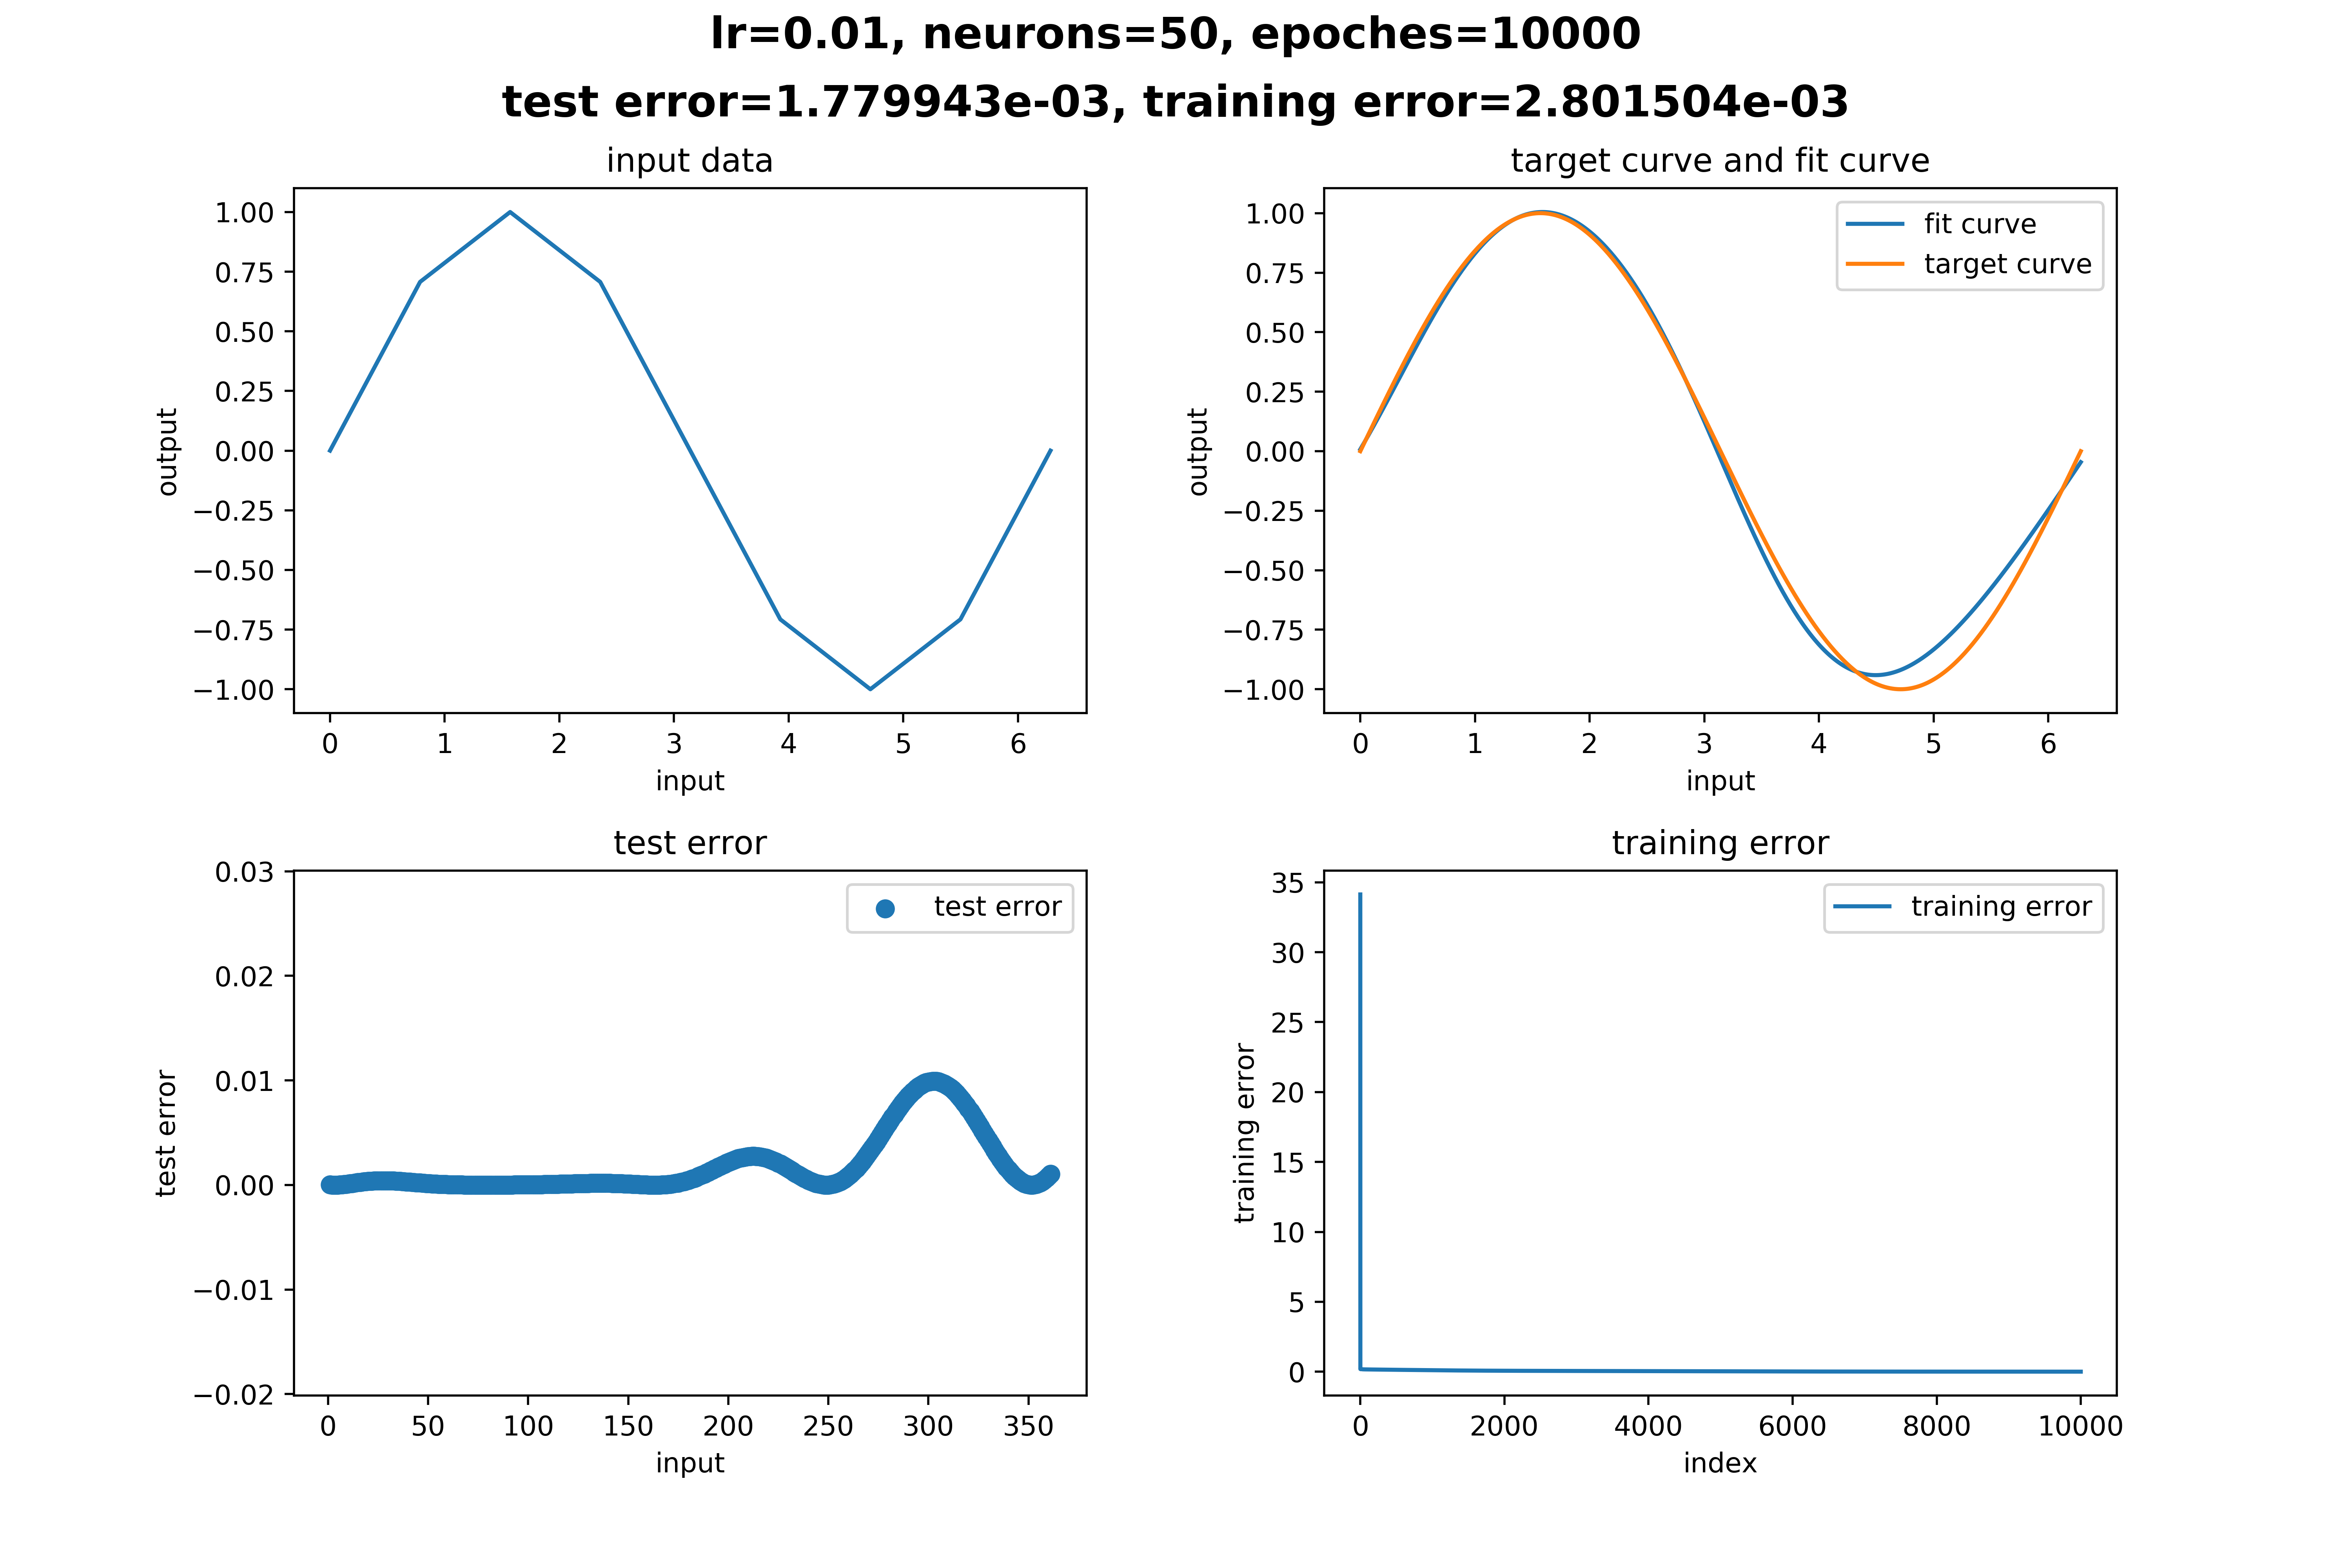 lr=0.01, neurons=50, epoches=10000
test error=1.779943e-03, training error=2.801504e-03
input data
1.00
0.75
0.50
0.25
0.00
−0.25
−0.50
−0.75
−1.00
output
0 1 2 3 4 5 6
input
target curve and fit curve
fit curve
target curve
1.00
0.75
0.50
0.25
0.00
−0.25
−0.50
−0.75
−1.00
output
0 1 2 3 4 5 6
input
test error
test error
0.03
0.02
0.01
0.00
−0.01
−0.02
test error
0 50 100 150 200 250 300 350
input
training error
training error
35
30
25
20
15
10
5
0
training error
0 2000 4000 6000 8000 10000
index